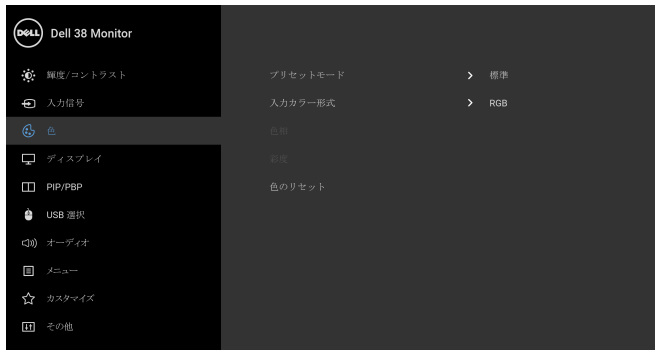 DELL Dell 38 Monitor
輝度/コントラスト
プリセットモード > 標準
入力信号
入力カラー形式 > RGB
色
色相
ディスプレイ
彩度
PIP/PBP
色のリセット
USB 選択
オーディオ
メニュー
カスタマイズ
その他